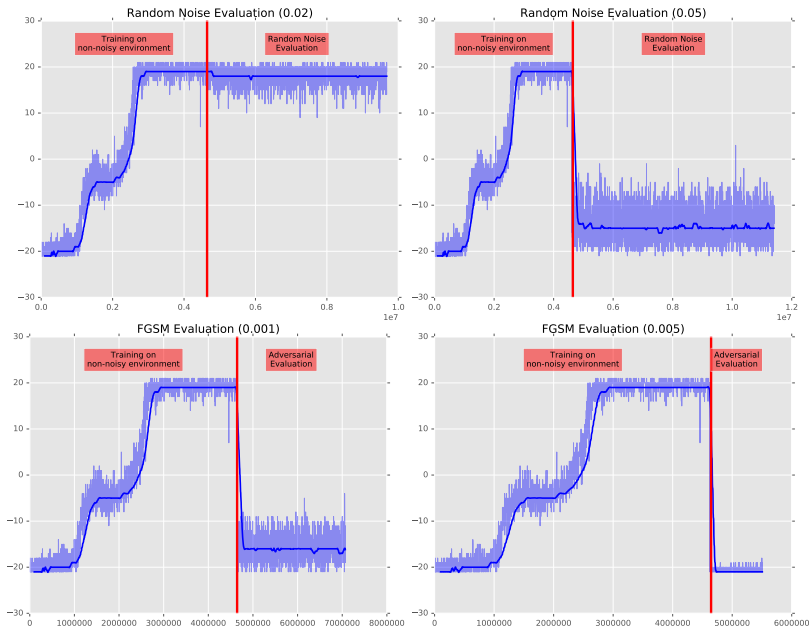 Random Noise Evaluation (0.02)
30
20
10
0
−10
−20
−30
Training on
non-noisy environment
Random Noise
Evaluation
0.0 0.2 0.4 0.6 0.8 1.0
1e7
Random Noise Evaluation (0.05)
30
20
10
0
−10
−20
−30
Training on
non-noisy environment
Random Noise
Evaluation
0.0 0.2 0.4 0.6 0.8 1.0 1.2
1e7
FGSM Evaluation (0.001)
30
20
10
0
−10
−20
−30
Training on
non-noisy environment
Adversarial
Evaluation
0 1000000 2000000 3000000 4000000 5000000 6000000 7000000 8000000
FGSM Evaluation (0.005)
30
20
10
0
−10
−20
−30
Training on
non-noisy environment
Adversarial
Evaluation
0 1000000 2000000 3000000 4000000 5000000 6000000